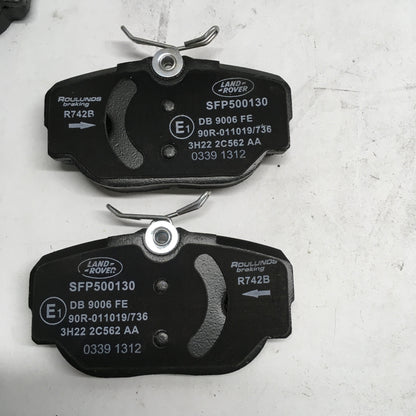 ROULUNDS
braking
R742B
LAND
ROVER
SFP500130
DB 9006 FE
E1
90R-011019/736
3H22 2C562 AA
0339 1312
LAND
ROVER
SFP500130
DB 9006 FE
E1
90R-011019/736
3H22 2C562 AA
0339 1312
ROULUNDS
braking
R742B